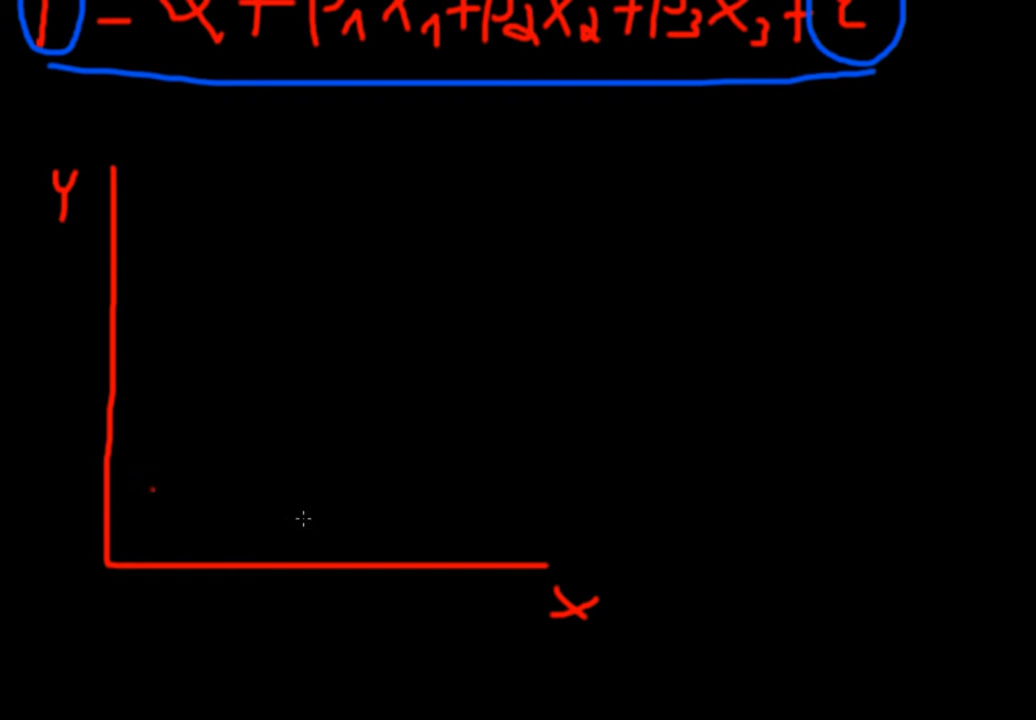 Y = α + β₁x₁ + β₂x₂ + β₃x₃ + ε
Y
X